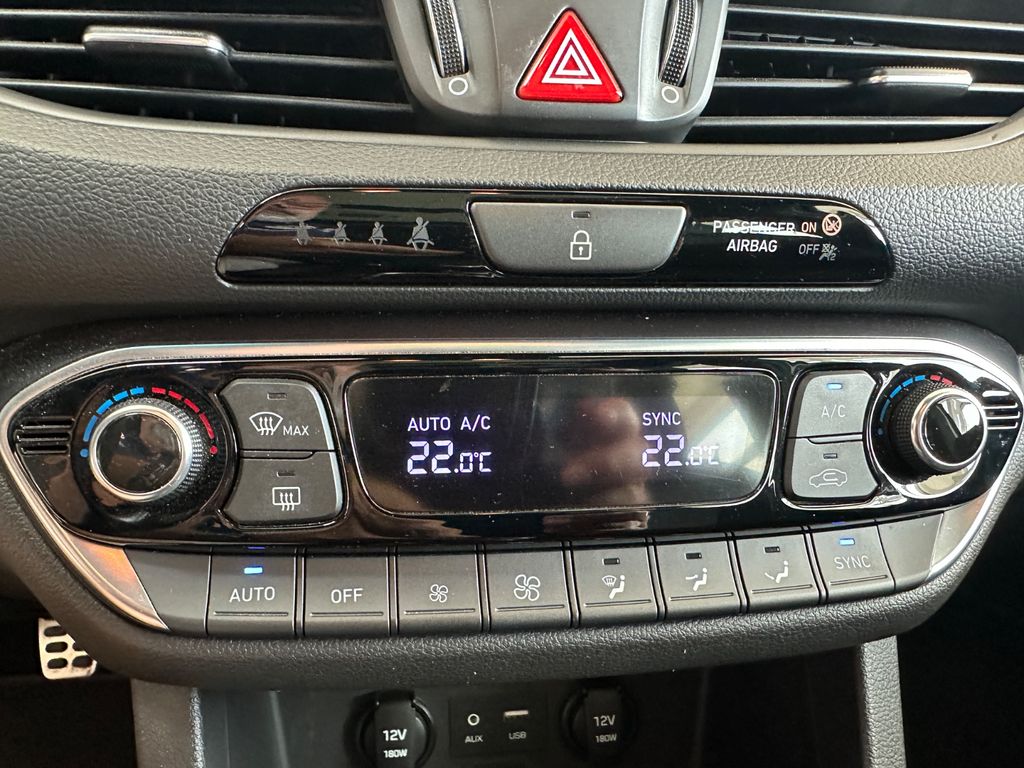 PASSENGER ON
AIRBAG OFF
2
MAX
AUTO A/C
22.0°C
SYNC
22.0°C
A/C
AUTO
OFF
SYNC
12V
180W
AUX
USB
12V
180W